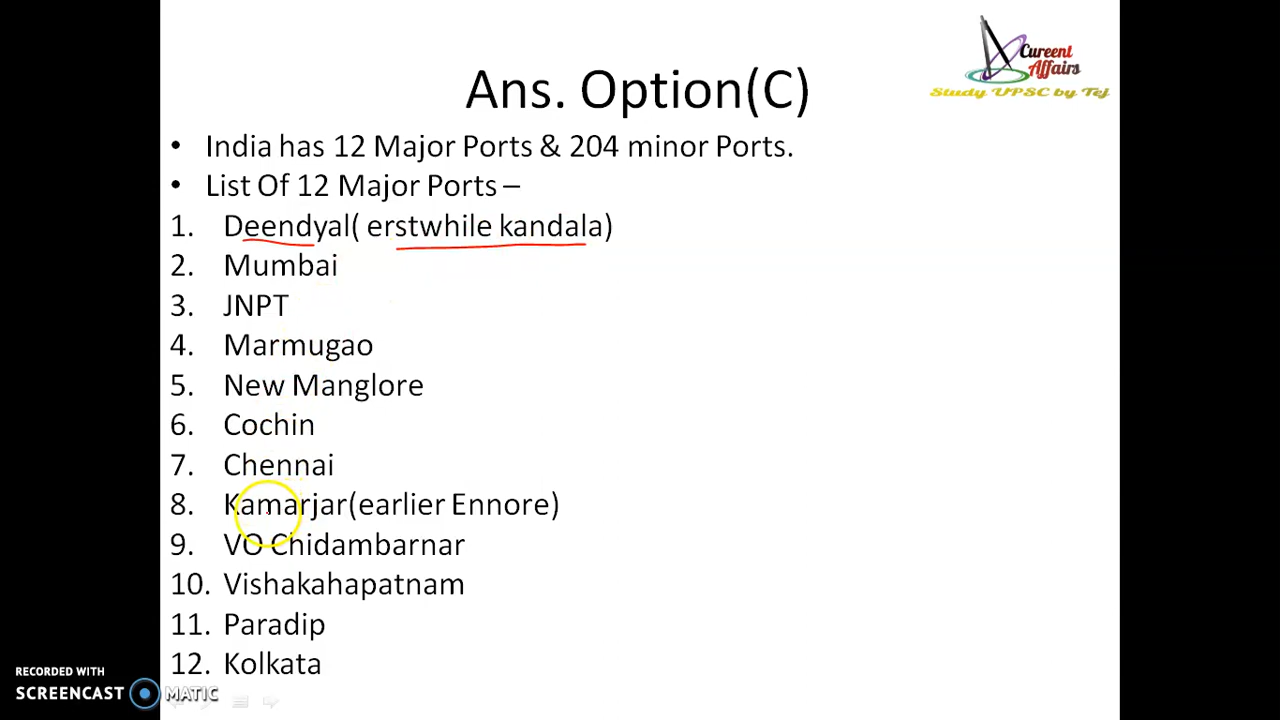 Cureent
Affairs
Study UPSC by Tej
Ans. Option(C)
• India has 12 Major Ports & 204 minor Ports.
• List Of 12 Major Ports –
1. Deendyal( erstwhile kandala)
2. Mumbai
3. JNPT
4. Marmugao
5. New Manglore
6. Cochin
7. Chennai
8. Kamarjar(earlier Ennore)
9. VO Chidambarnar
10. Vishakahapatnam
11. Paradip
12. Kolkata
RECORDED WITH
SCREENCAST MATIC